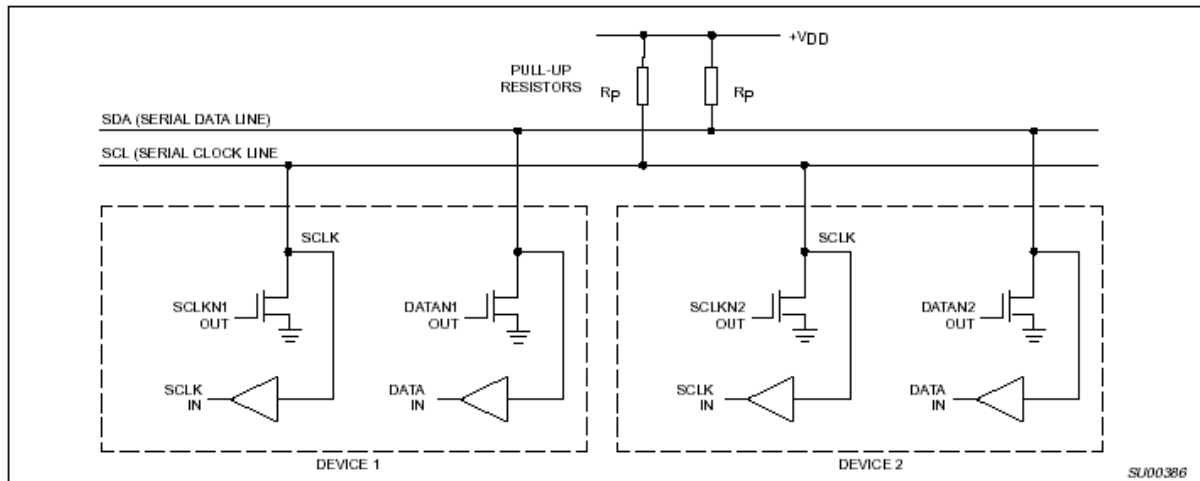 +VDD
PULL-UP
RESISTORS
RP
RP
SDA (SERIAL DATA LINE)
SCL (SERIAL CLOCK LINE
SCLK
SCLK
SCLKN1
OUT
DATAN1
OUT
SCLKN2
OUT
DATAN2
OUT
SCLK
IN
DATA
IN
SCLK
IN
DATA
IN
DEVICE 1
DEVICE 2
SU00386